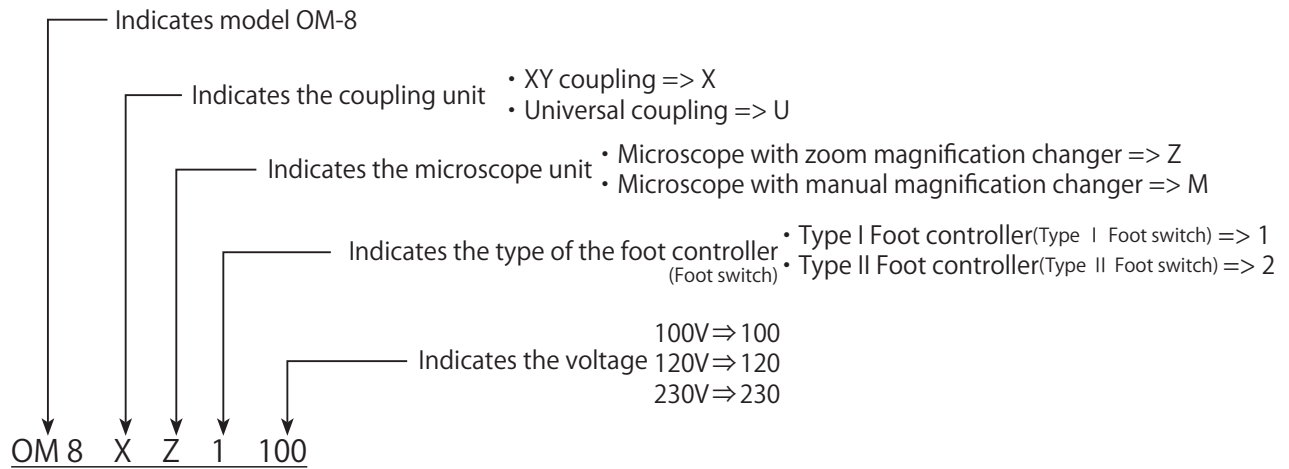 Indicates model OM-8
Indicates the coupling unit
・XY coupling => X
・Universal coupling => U
Indicates the microscope unit
・Microscope with zoom magnification changer => Z
・Microscope with manual magnification changer => M
Indicates the type of the foot controller
(Foot switch)
・Type I Foot controller(Type I Foot switch) => 1
・Type II Foot controller(Type II Foot switch) => 2
Indicates the voltage
100V⇒100
120V⇒120
230V⇒230
OM 8 X Z 1 100